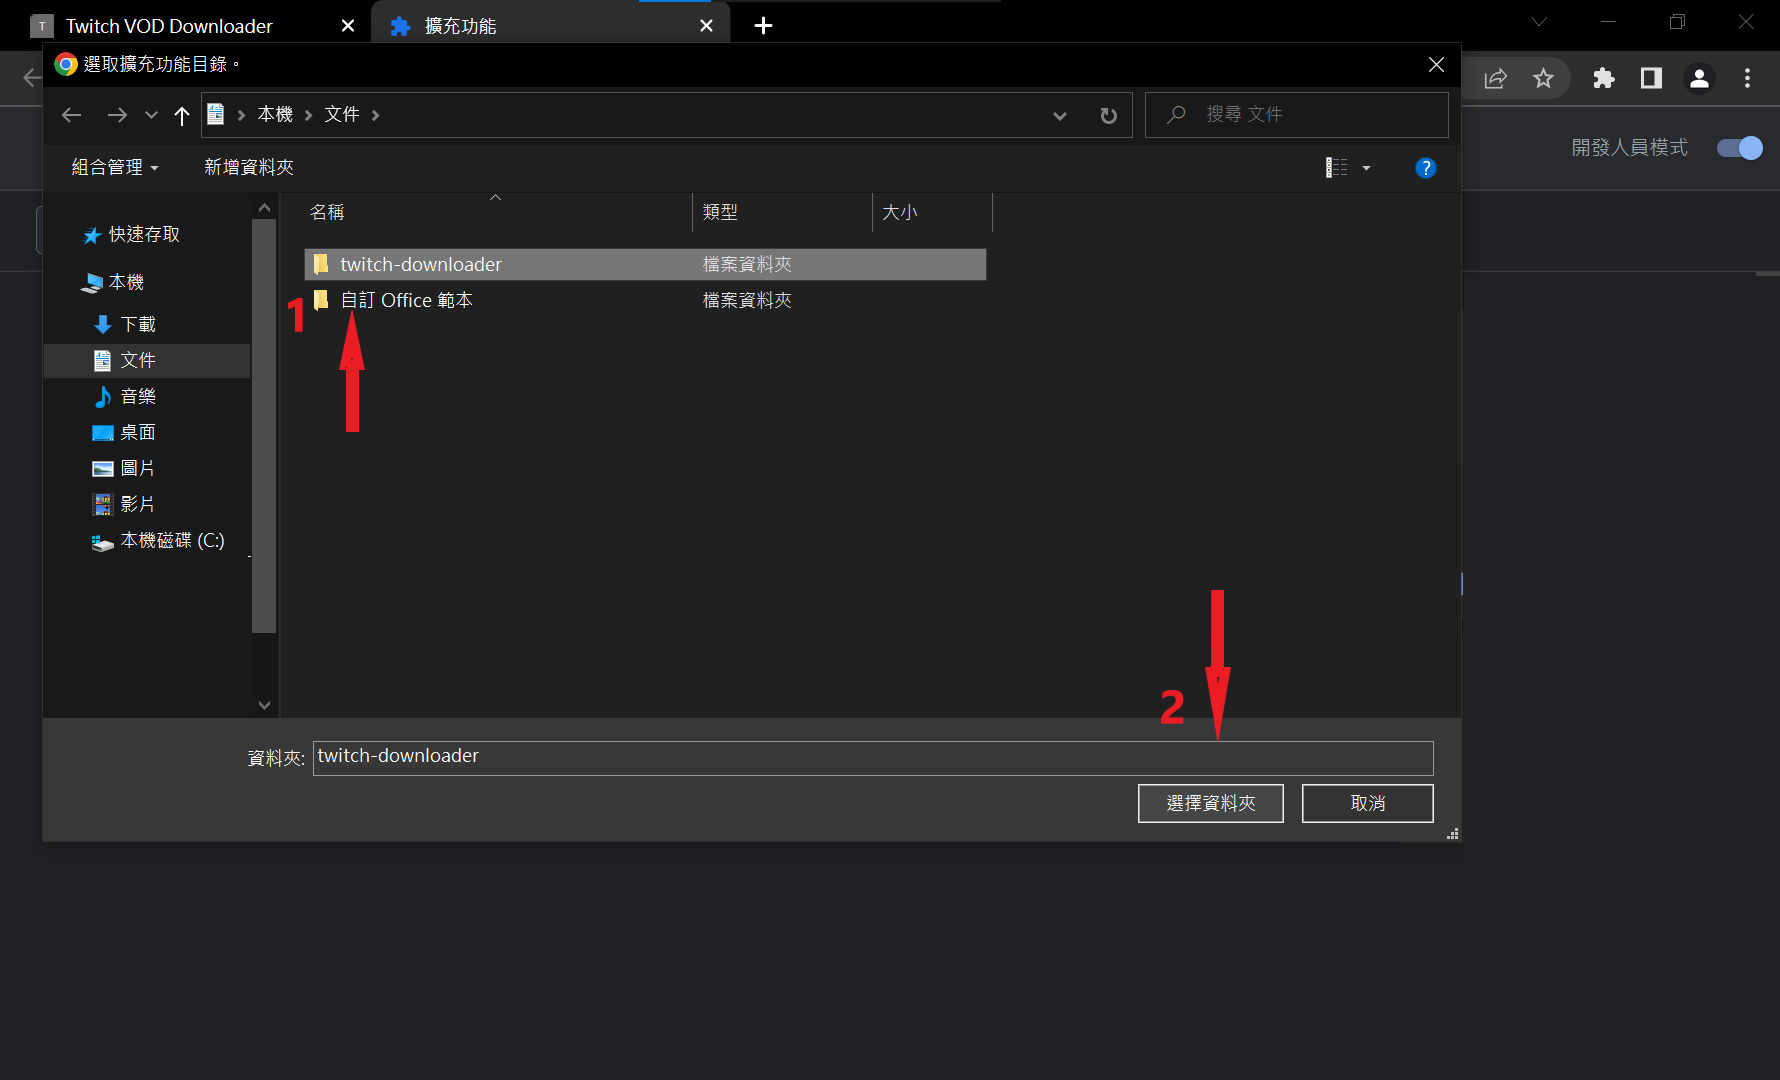 T Twitch VOD Downloader 擴充功能
選取擴充功能目錄。
本機 文件 搜尋 文件
開發人員模式
組合管理 新增資料夾 ?
名稱 類型 大小
快速存取
本機
下載
文件
音樂
桌面
圖片
影片
本機磁碟 (C:)
twitch-downloader 檔案資料夾
自訂 Office 範本 檔案資料夾
1
2
資料夾: twitch-downloader
選擇資料夾 取消